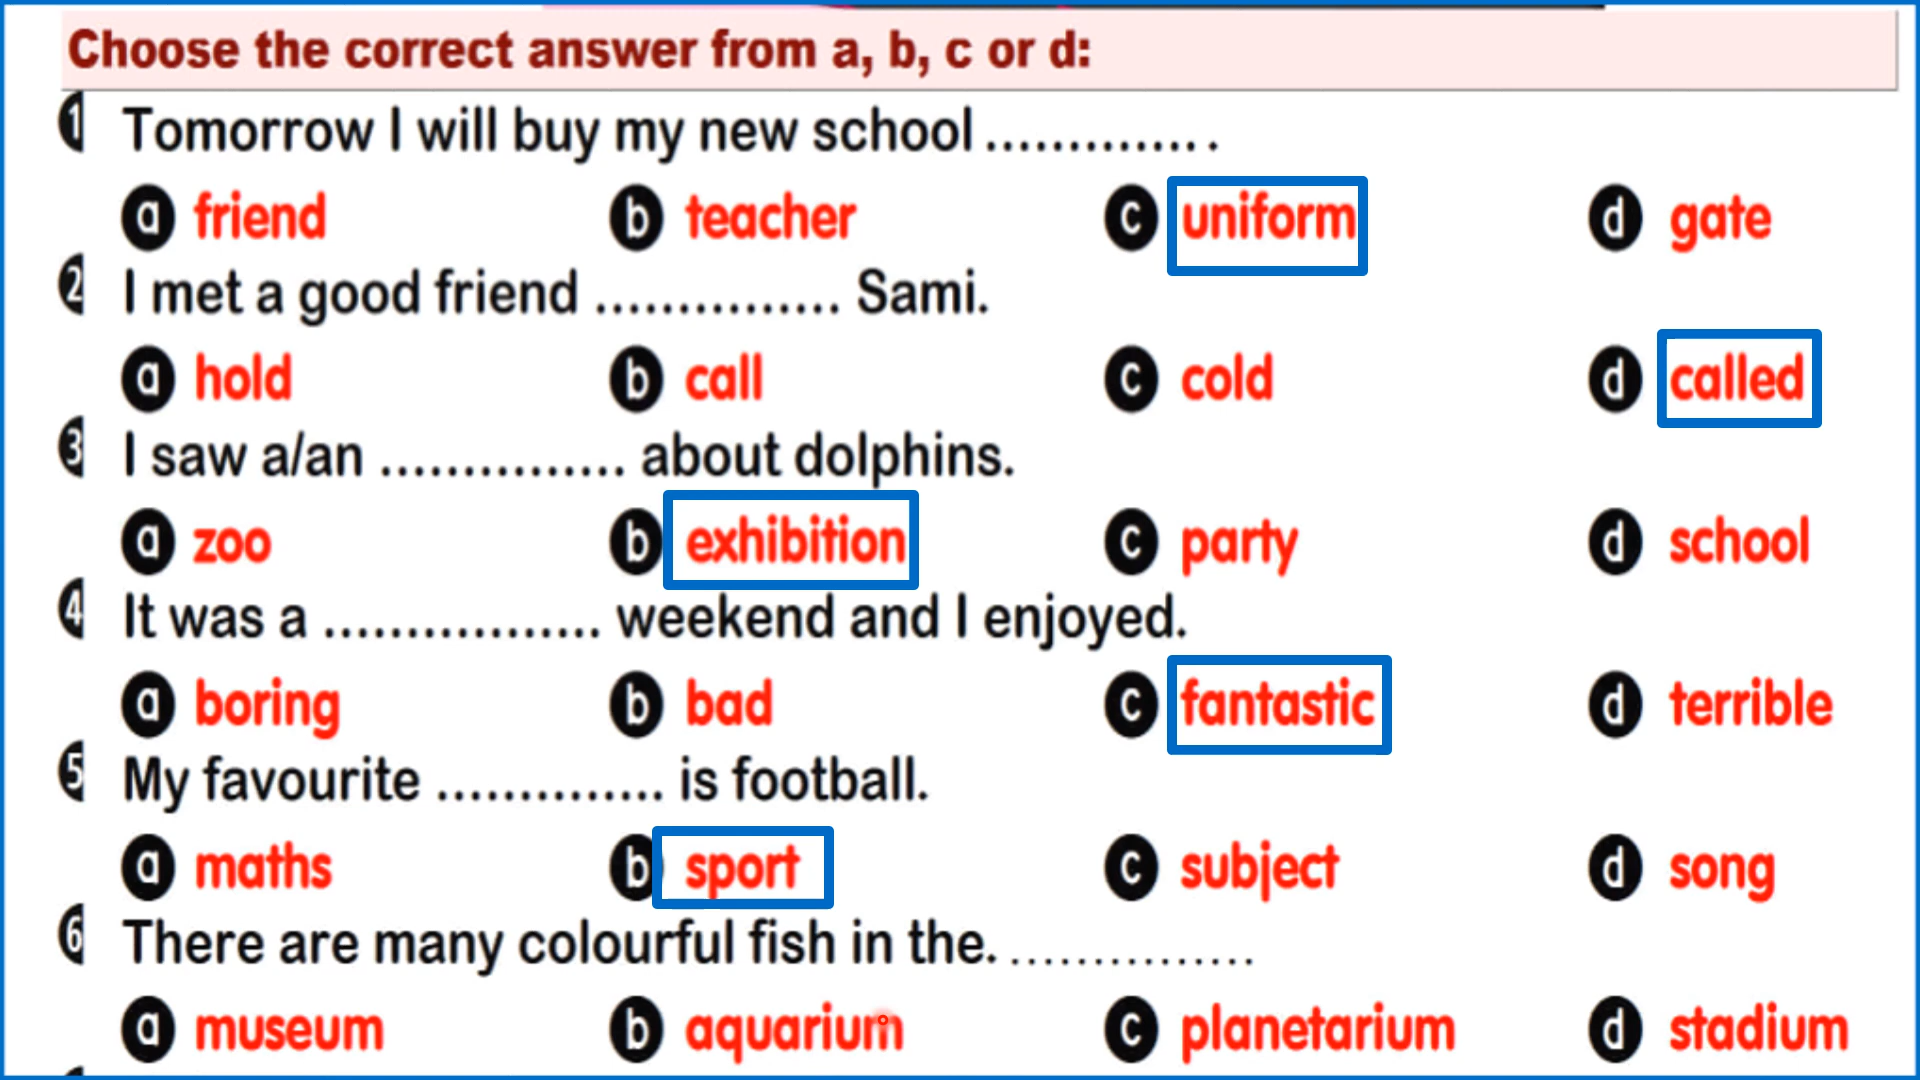 Choose the correct answer from a, b, c or d:
1 Tomorrow I will buy my new school ..............
a friend b teacher c uniform d gate
2 I met a good friend ............... Sami.
a hold b call c cold d called
3 I saw a/an ............... about dolphins.
a zoo b exhibition c party d school
4 It was a ................. weekend and I enjoyed.
a boring b bad c fantastic d terrible
5 My favourite .............. is football.
a maths b sport c subject d song
6 There are many colourful fish in the. ...............
a museum b aquarium c planetarium d stadium